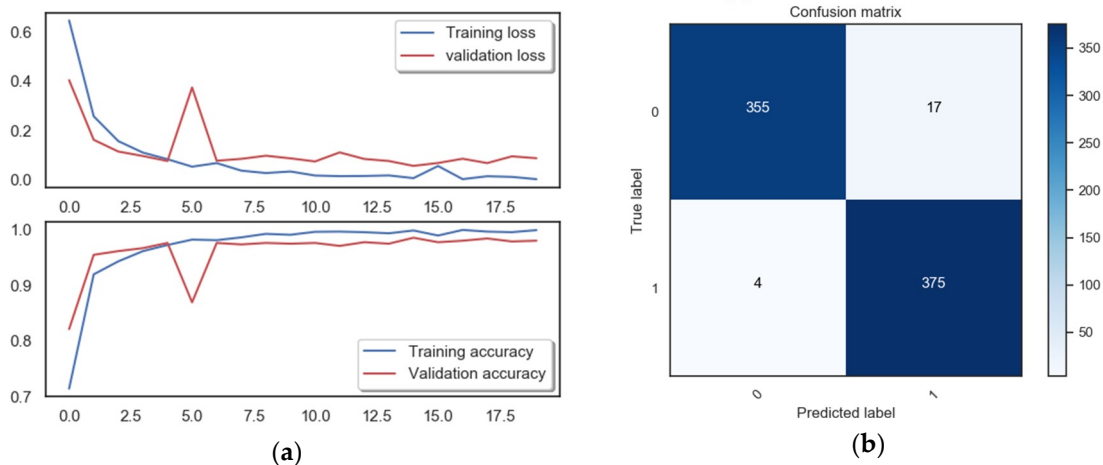 0.6
0.4
0.2
0.0
Training loss
validation loss
0.0 2.5 5.0 7.5 10.0 12.5 15.0 17.5
1.0
0.9
0.8
0.7
Training accuracy
Validation accuracy
0.0 2.5 5.0 7.5 10.0 12.5 15.0 17.5
(a)
Confusion matrix
True label
0
1
355 17
4 375
0 1
Predicted label
350
300
250
200
150
100
50
(b)